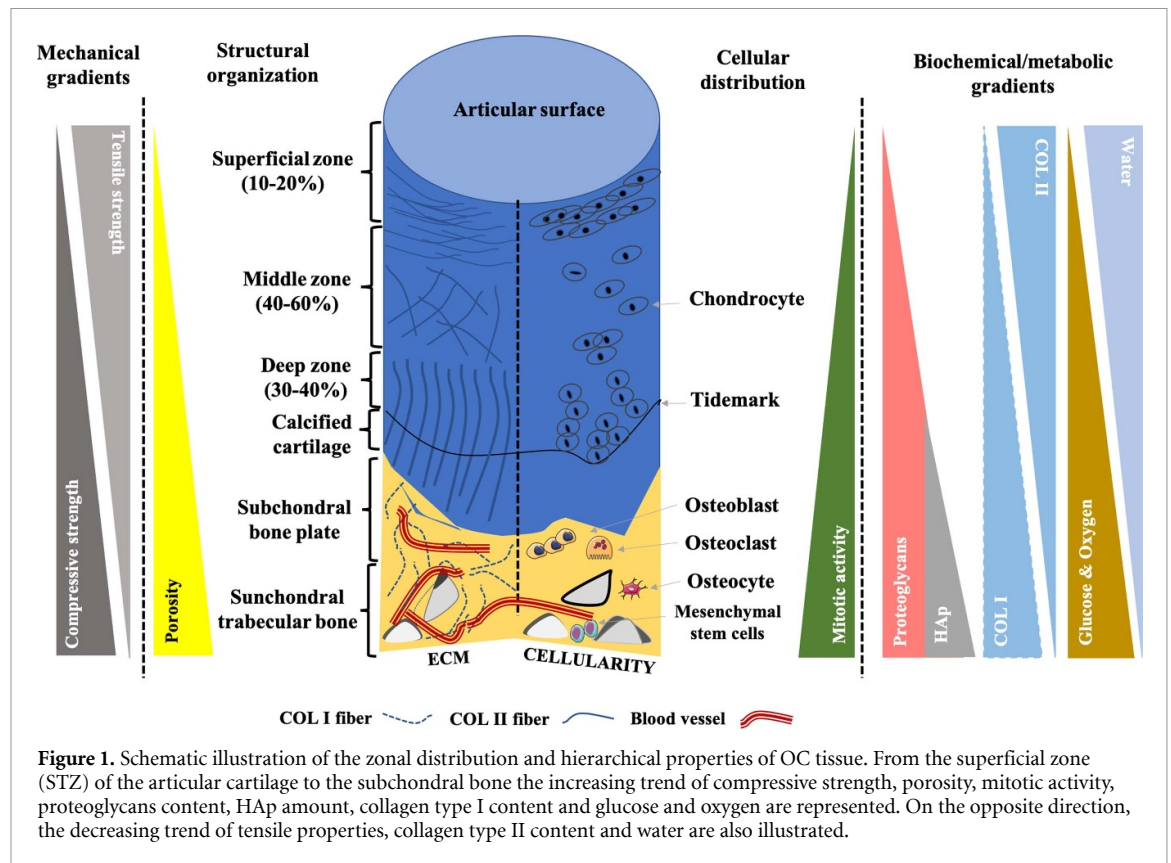 Mechanical
gradients
Structural
organization
Cellular
distribution
Biochemical/metabolic
gradients
Articular surface
Tensile strength
Compressive strength
Porosity
Superficial zone
(10-20%)
Middle zone
(40-60%)
Deep zone
(30-40%)
Calcified
cartilage
Subchondral
bone plate
Sunchondral
trabecular bone
ECM
CELLULARITY
Chondrocyte
Tidemark
Osteoblast
Osteoclast
Osteocyte
Mesenchymal
stem cells
Mitotic activity
Proteoglycans
HAp
COL I
COL II
Glucose & Oxygen
Water
COL I fiber
COL II fiber
Blood vessel
Figure 1. Schematic illustration of the zonal distribution and hierarchical properties of OC tissue. From the superficial zone
(STZ) of the articular cartilage to the subchondral bone the increasing trend of compressive strength, porosity, mitotic activity,
proteoglycans content, HAp amount, collagen type I content and glucose and oxygen are represented. On the opposite direction,
the decreasing trend of tensile properties, collagen type II content and water are also illustrated.